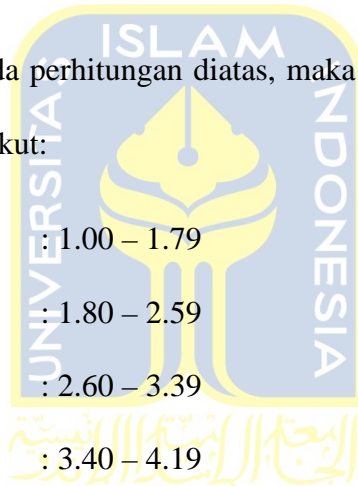 ISLAM
UNIVERSITAS
INDONESIA
da perhitungan diatas, maka
kut:
: 1.00 – 1.79
: 1.80 – 2.59
: 2.60 – 3.39
: 3.40 – 4.19